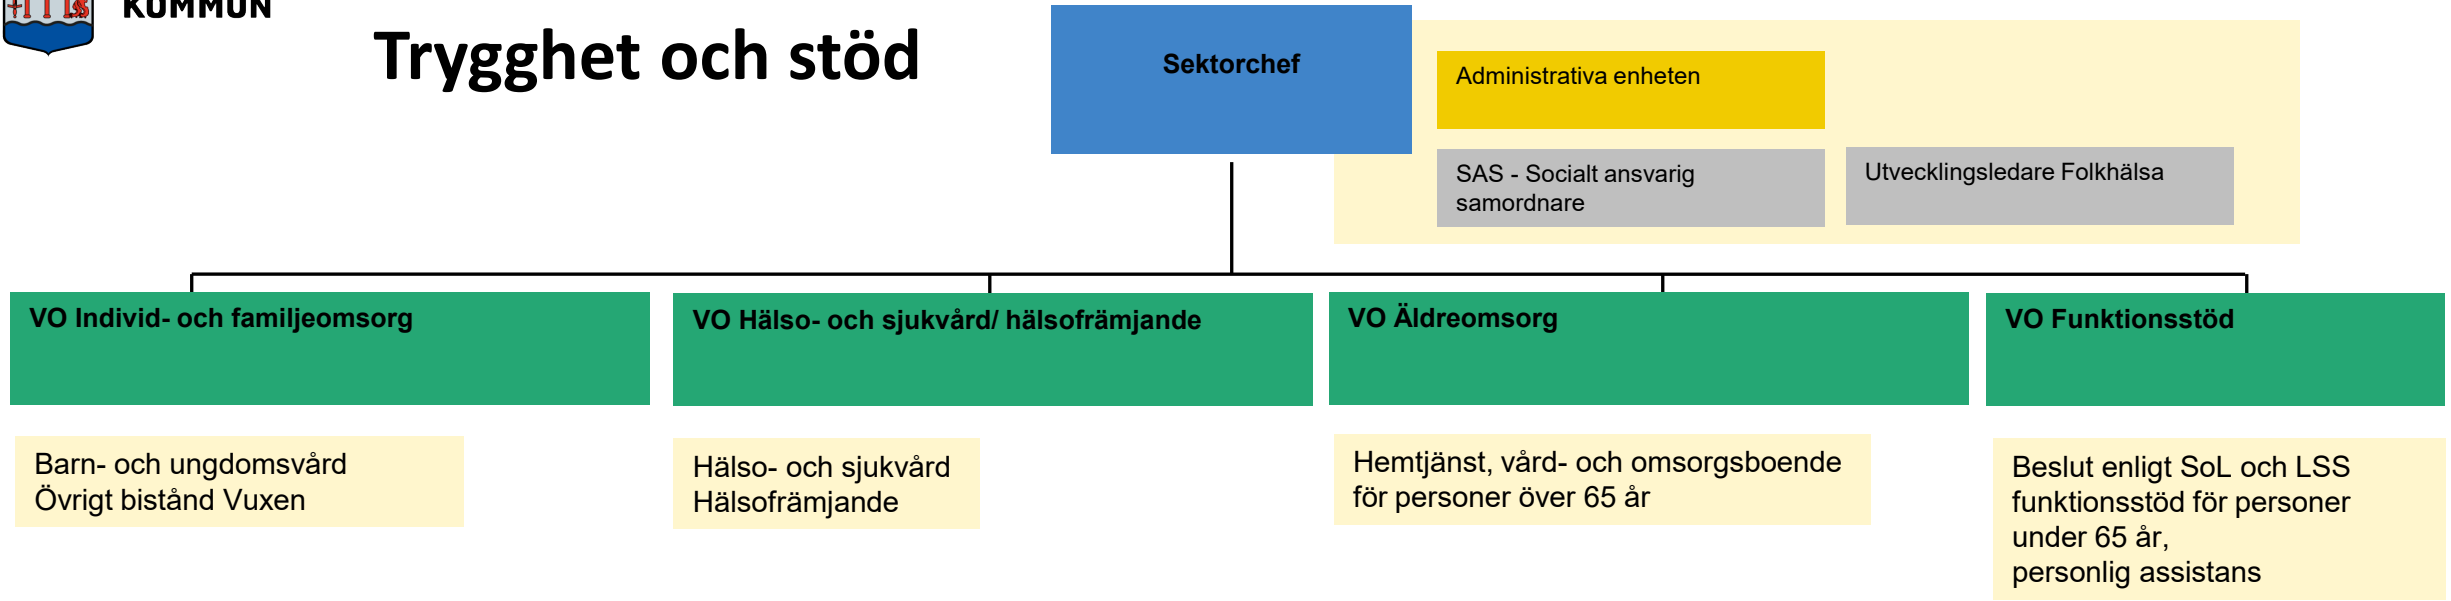 KOMMUN
Trygghet och stöd
Sektorchef
Administrativa enheten
SAS - Socialt ansvarig
samordnare
Utvecklingsledare Folkhälsa
VO Individ- och familjeomsorg
VO Hälso- och sjukvård/ hälsofrämjande
VO Äldreomsorg
VO Funktionsstöd
Barn- och ungdomsvård
Övrigt bistånd Vuxen
Hälso- och sjukvård
Hälsofrämjande
Hemtjänst, vård- och omsorgsboende
för personer över 65 år
Beslut enligt SoL och LSS
funktionsstöd för personer
under 65 år,
personlig assistans